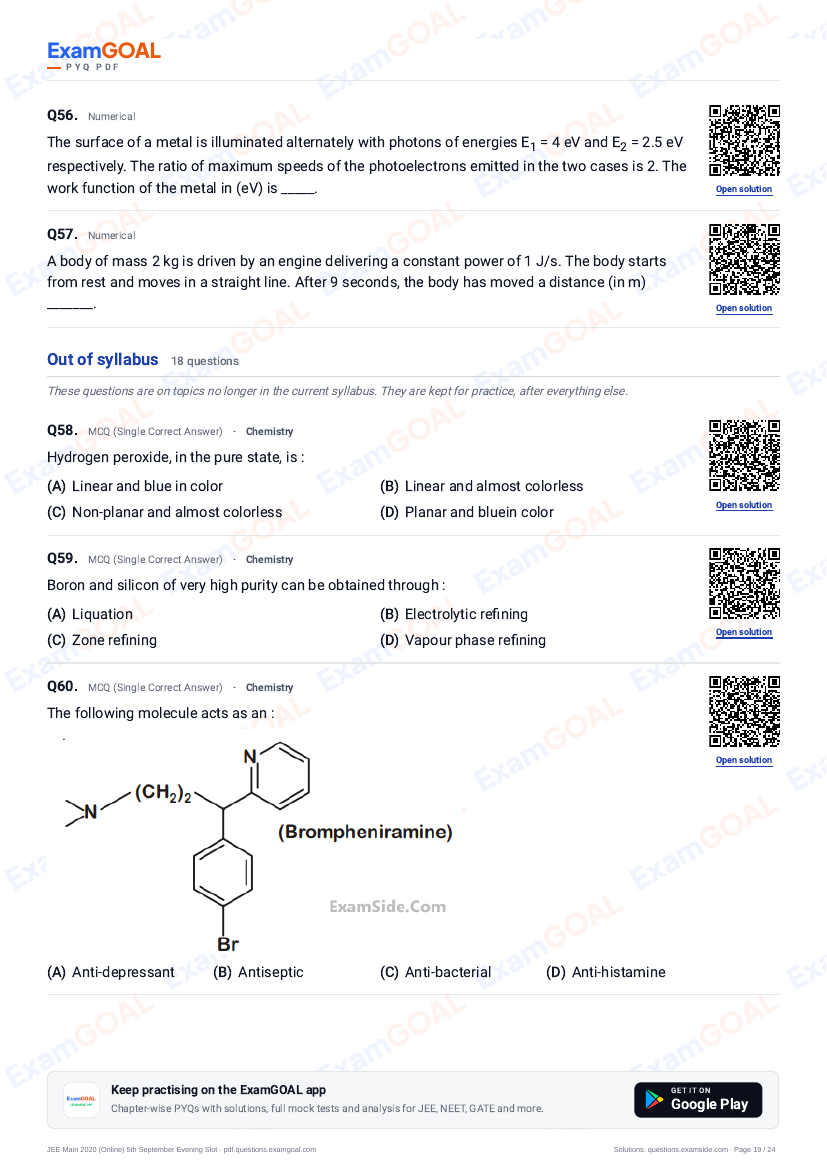 ExamGOAL
PYQ PDF
Q56. Numerical
The surface of a metal is illuminated alternately with photons of energies E₁ = 4 eV and E₂ = 2.5 eV
respectively. The ratio of maximum speeds of the photoelectrons emitted in the two cases is 2. The
work function of the metal in (eV) is _____.
Open solution
Q57. Numerical
A body of mass 2 kg is driven by an engine delivering a constant power of 1 J/s. The body starts
from rest and moves in a straight line. After 9 seconds, the body has moved a distance (in m)
_______.
Open solution
Out of syllabus 18 questions
These questions are on topics no longer in the current syllabus. They are kept for practice, after everything else.
Q58. MCQ (Single Correct Answer) · Chemistry
Hydrogen peroxide, in the pure state, is :
(A) Linear and blue in color (B) Linear and almost colorless
(C) Non-planar and almost colorless (D) Planar and bluein color
Open solution
Q59. MCQ (Single Correct Answer) · Chemistry
Boron and silicon of very high purity can be obtained through :
(A) Liquation (B) Electrolytic refining
(C) Zone refining (D) Vapour phase refining
Open solution
Q60. MCQ (Single Correct Answer) · Chemistry
The following molecule acts as an :
Open solution
N
(CH₂)₂
N
(Brompheniramine)
ExamSide.Com
Br
(A) Anti-depressant (B) Antiseptic (C) Anti-bacterial (D) Anti-histamine
Keep practising on the ExamGOAL app
Chapter-wise PYQs with solutions, full mock tests and analysis for JEE, NEET, GATE and more.
GET IT ON
Google Play
JEE Main 2020 (Online) 5th September Evening Slot · pdf.questions.examgoal.com
Solutions: questions.examside.com · Page 19 / 24